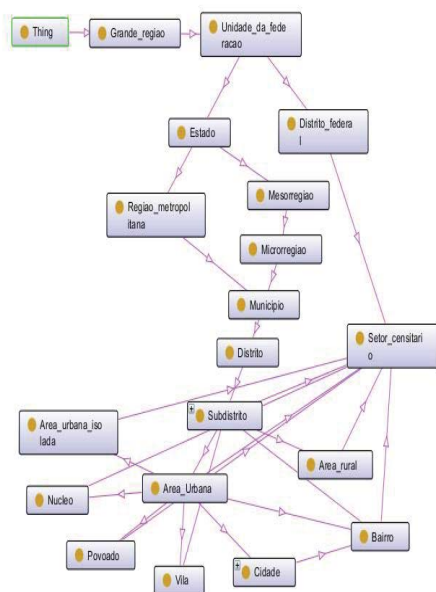 Thing
Grande_regiao
Unidade_da_fede
racao
Estado
Distrito_federa
l
Regiao_metropol
itana
Mesorregiao
Microrregiao
Municipio
Distrito
Setor_censitari
o
Subdistrito
Area_urbana_iso
lada
Area_rural
Nucleo
Area_Urbana
Bairro
Povoado
Vila
Cidade